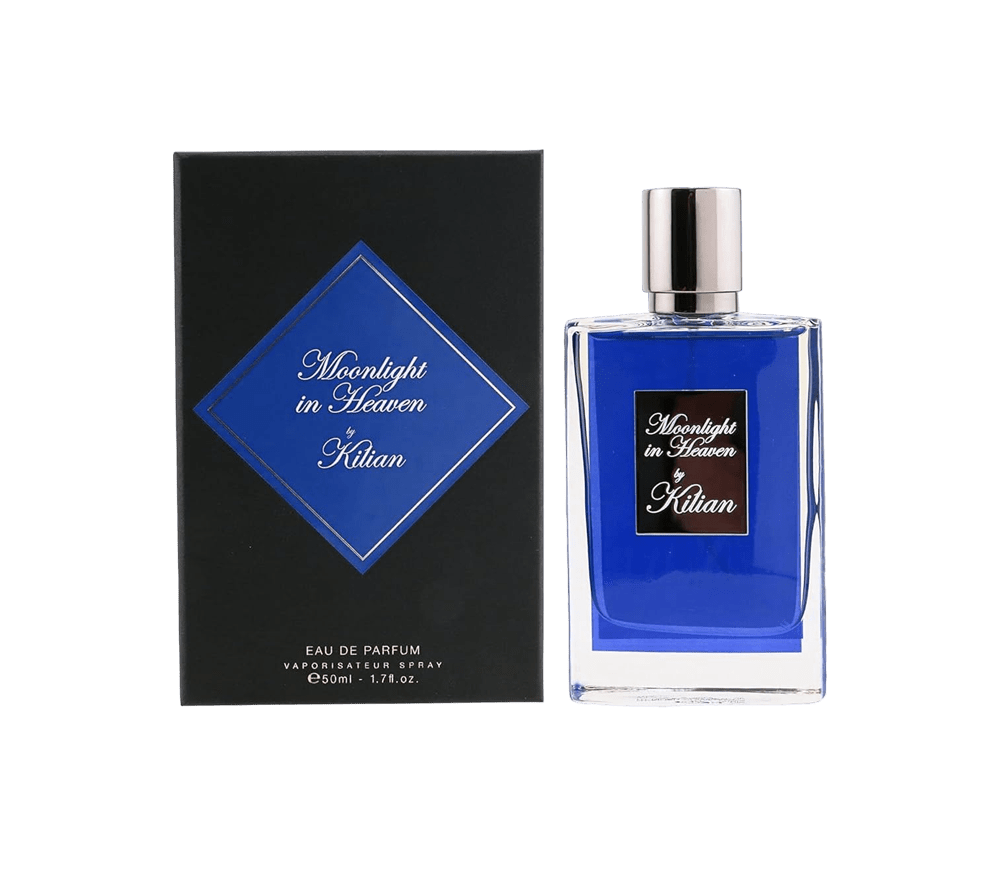 Moonlight
in Heaven
by
Kilian
EAU DE PARFUM
VAPORISATEUR SPRAY
℮50ml - 1.7fl.oz.
Moonlight
in Heaven
by
Kilian